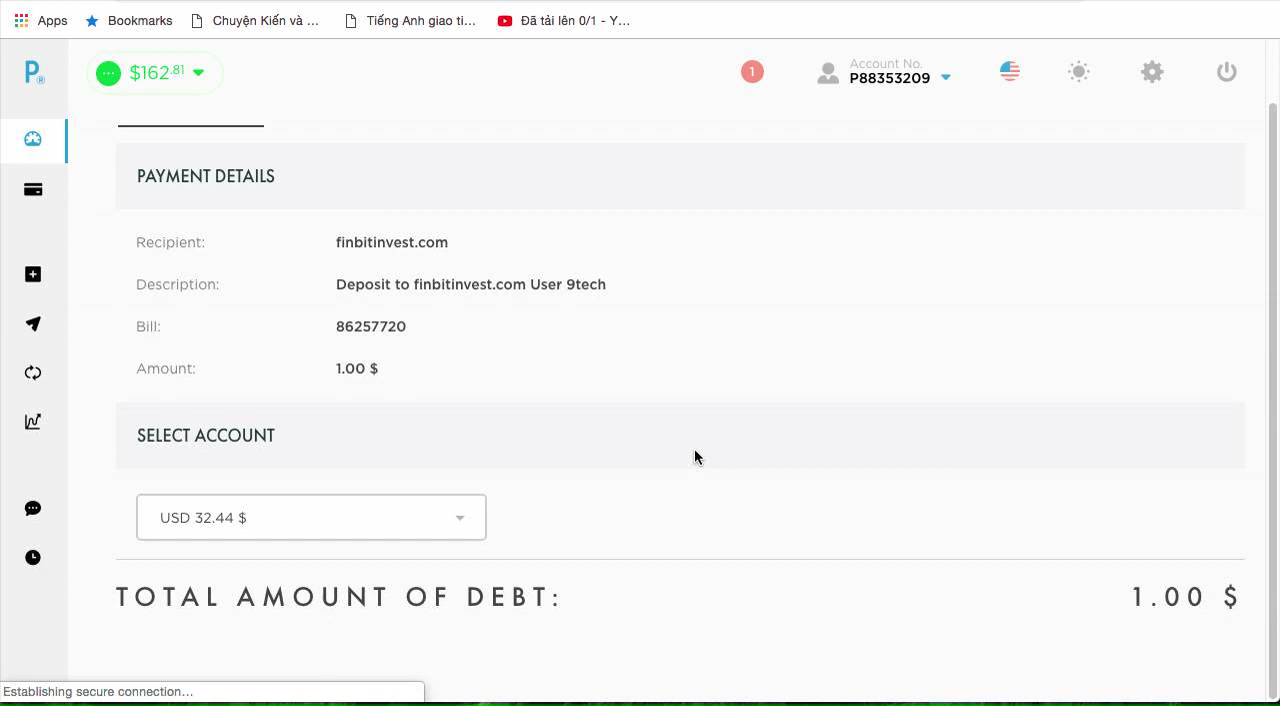 Apps Bookmarks Chuyện Kiến và ... Tiếng Anh giao ti... Đã tải lên 0/1 - Y...
P® $162.81 1 Account No.
P88353209
PAYMENT DETAILS
Recipient: finbitinvest.com
Description: Deposit to finbitinvest.com User 9tech
Bill: 86257720
Amount: 1.00 $
SELECT ACCOUNT
USD 32.44 $
TOTAL AMOUNT OF DEBT: 1.00 $
Establishing secure connection...